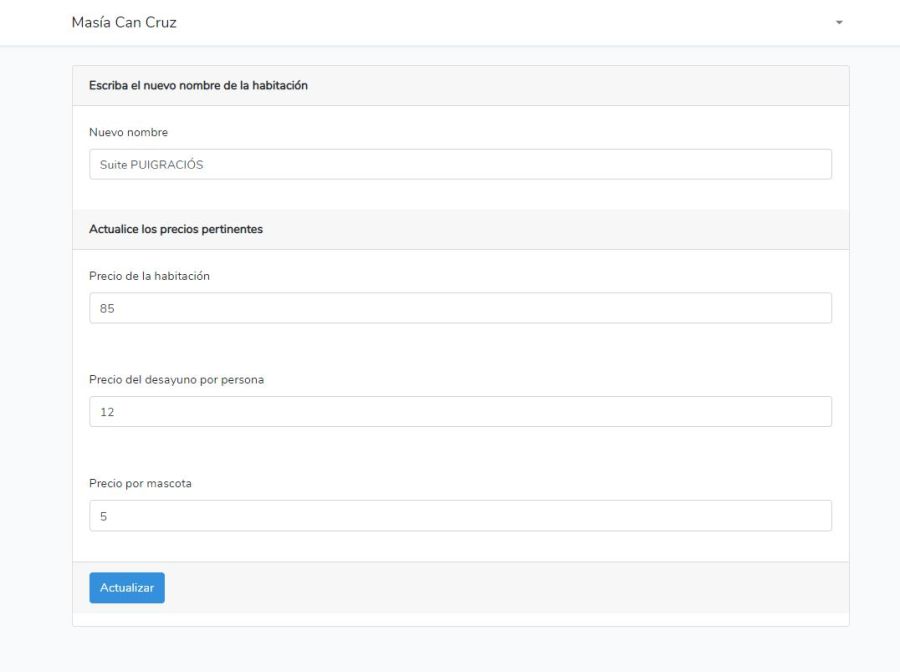 Masía Can Cruz
Escriba el nuevo nombre de la habitación
Nuevo nombre
Suite PUIGRACIÓS
Actualice los precios pertinentes
Precio de la habitación
85
Precio del desayuno por persona
12
Precio por mascota
5
Actualizar